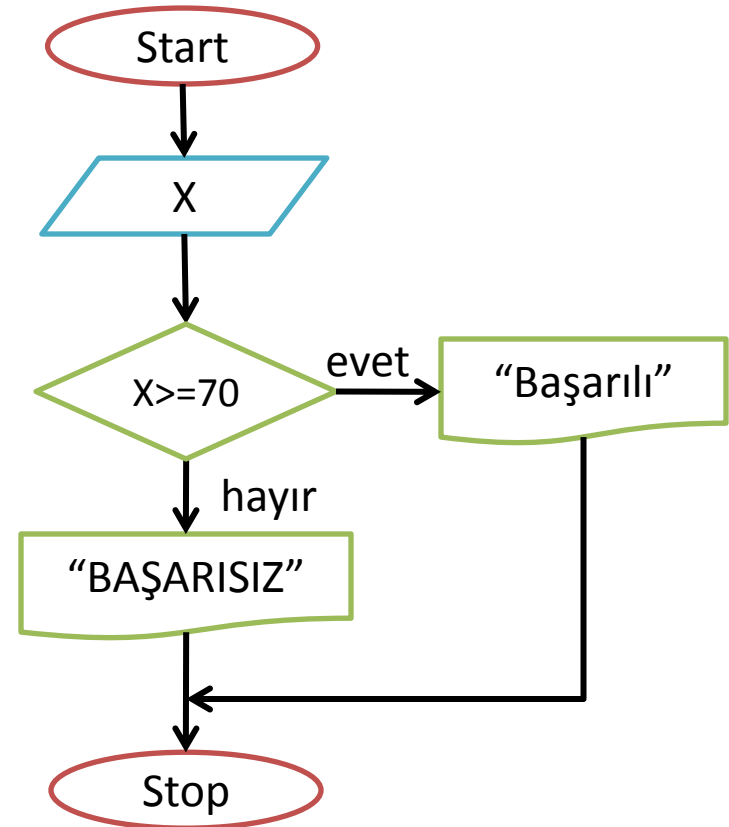 Start
X
X>=70
evet
“Başarılı”
hayır
“BAŞARISIZ”
Stop